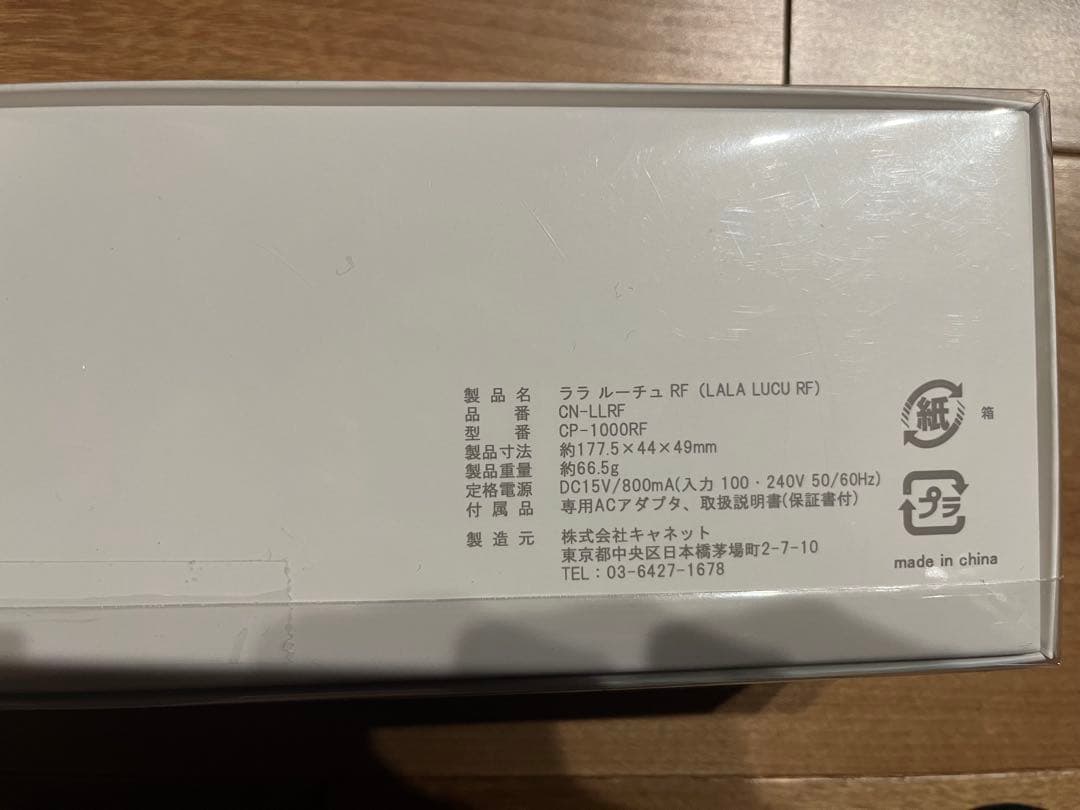 製品名 ララ ルーチュ RF (LALA LUCU RF)
品番 CN-LLRF
型番 CP-1000RF
製品寸法 約177.5×44×49mm
製品重量 約66.5g
定格電源 DC15V/800mA(入力 100・240V 50/60Hz)
付属品 専用ACアダプタ、取扱説明書(保証書付)
製造元 株式会社キャネット
東京都中央区日本橋茅場町2-7-10
TEL：03-6427-1678
紙 箱
プラ
made in china